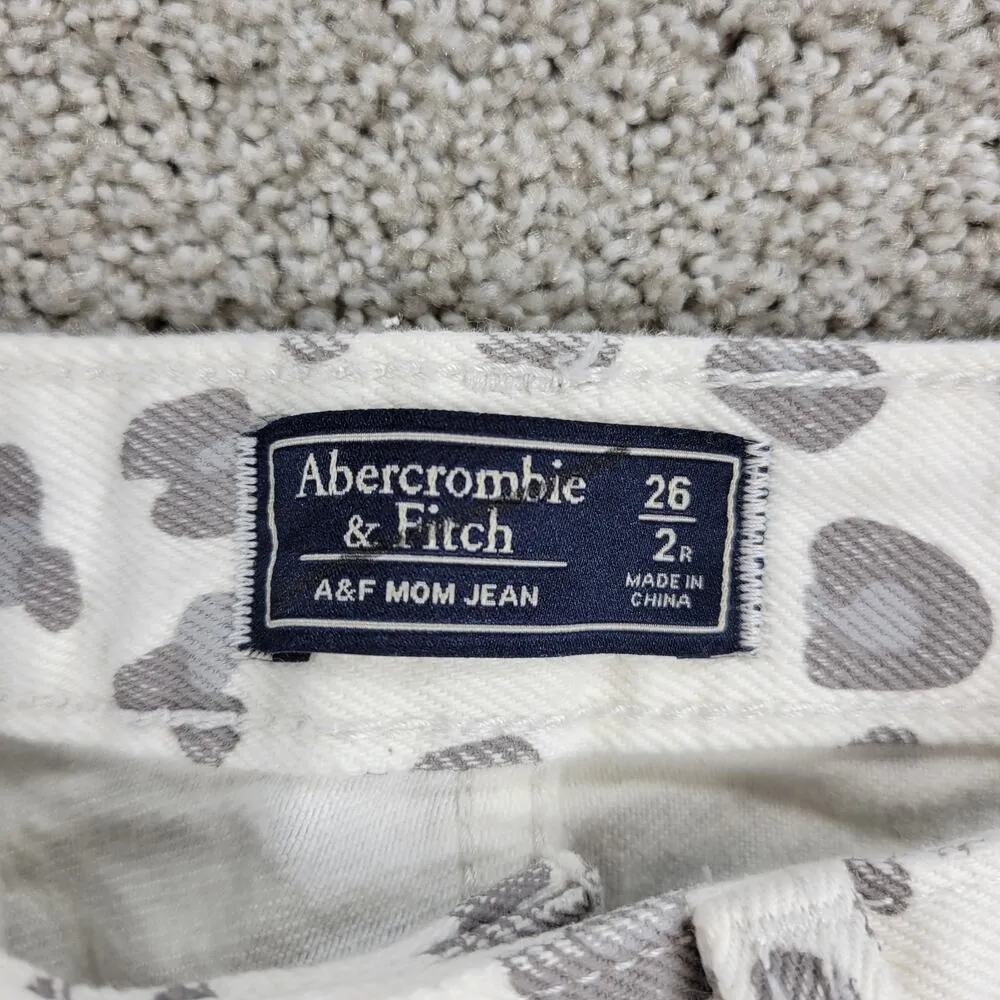 Abercrombie
& Fitch
A&F MOM JEAN
26
2R
MADE IN
CHINA